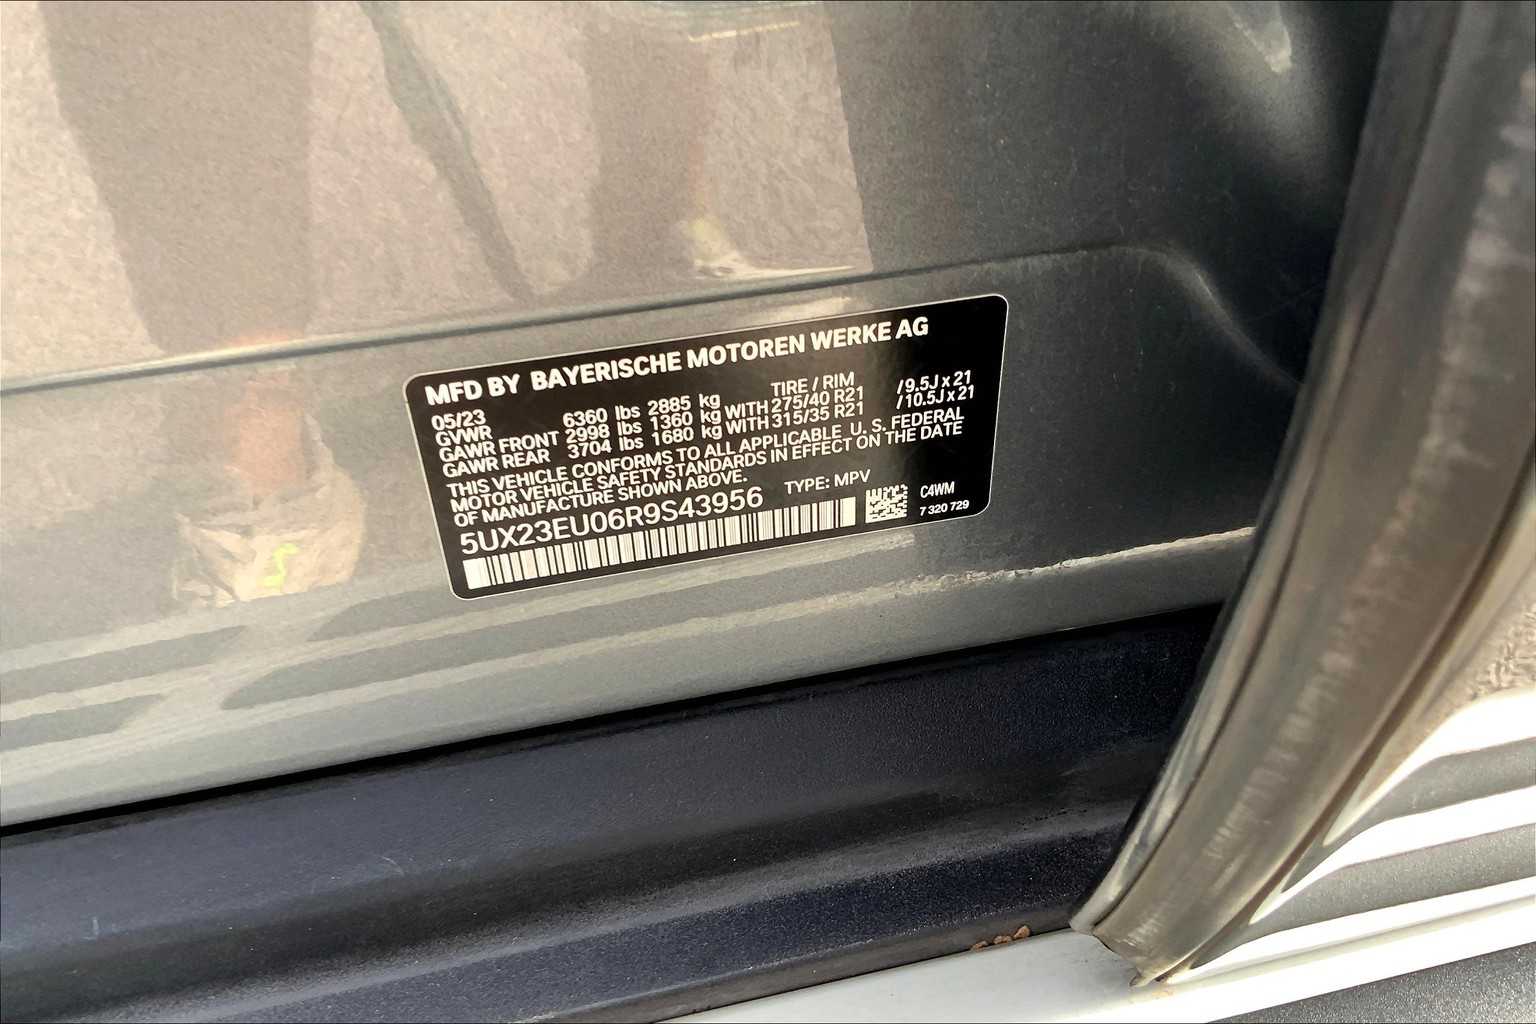 MFD BY BAYERISCHE MOTOREN WERKE AG
05/23 TIRE / RIM
GVWR 6360 lbs 2885 kg
GAWR FRONT 2998 lbs 1360 kg WITH 275/40 R21 /9.5J x 21
GAWR REAR 3704 lbs 1680 kg WITH 315/35 R21 /10.5J x 21
THIS VEHICLE CONFORMS TO ALL APPLICABLE U. S. FEDERAL
MOTOR VEHICLE SAFETY STANDARDS IN EFFECT ON THE DATE
OF MANUFACTURE SHOWN ABOVE.
5UX23EU06R9S43956 TYPE: MPV
C4WM
7 320 729